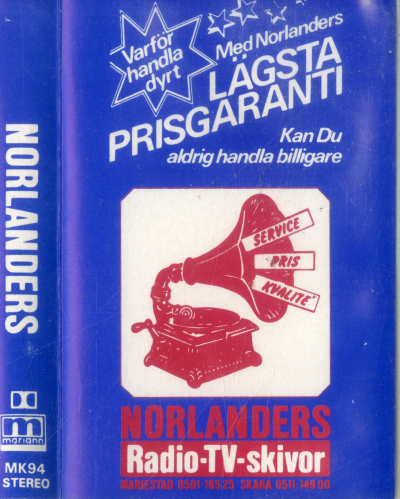 NORLANDERS
mariann
MK94
STEREO
Varför
handla
dyrt
Med Norlanders
LÄGSTA
PRISGARANTI
Kan Du
aldrig handla billigare
SERVICE
PRIS
KVALITE'
NORLANDERS
Radio-TV-skivor
MARIESTAD 0501-165 25 SKARA 0511-149 00